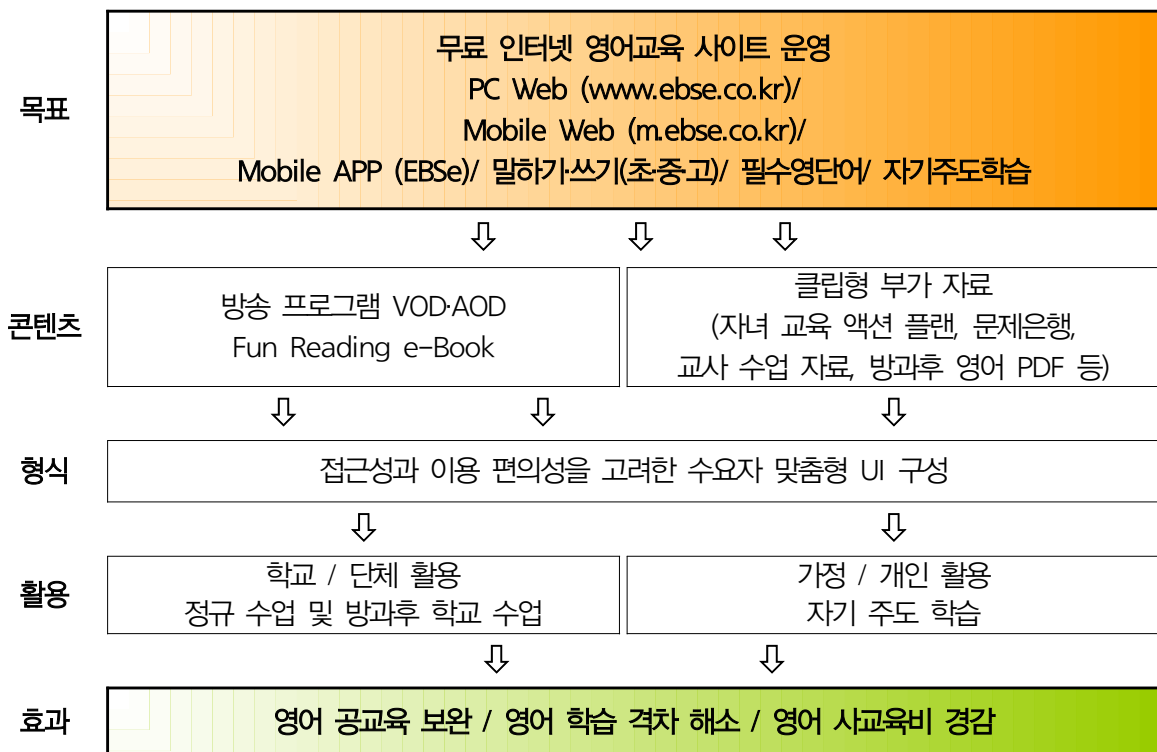 목표
무료 인터넷 영어교육 사이트 운영
PC Web (www.ebse.co.kr)/
Mobile Web (m.ebse.co.kr)/
Mobile APP (EBSe)/ 말하기·쓰기(초·중·고)/ 필수영단어/ 자기주도학습
콘텐츠
방송 프로그램 VOD·AOD
Fun Reading e-Book
클립형 부가 자료
(자녀 교육 액션 플랜, 문제은행,
교사 수업 자료, 방과후 영어 PDF 등)
형식
접근성과 이용 편의성을 고려한 수요자 맞춤형 UI 구성
활용
학교 / 단체 활용
정규 수업 및 방과후 학교 수업
가정 / 개인 활용
자기 주도 학습
효과
영어 공교육 보완 / 영어 학습 격차 해소 / 영어 사교육비 경감